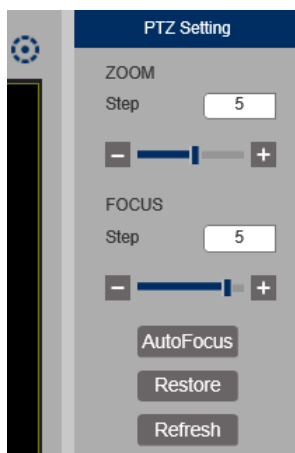 PTZ Setting
ZOOM
Step 5
- +
FOCUS
Step 5
- +
AutoFocus
Restore
Refresh